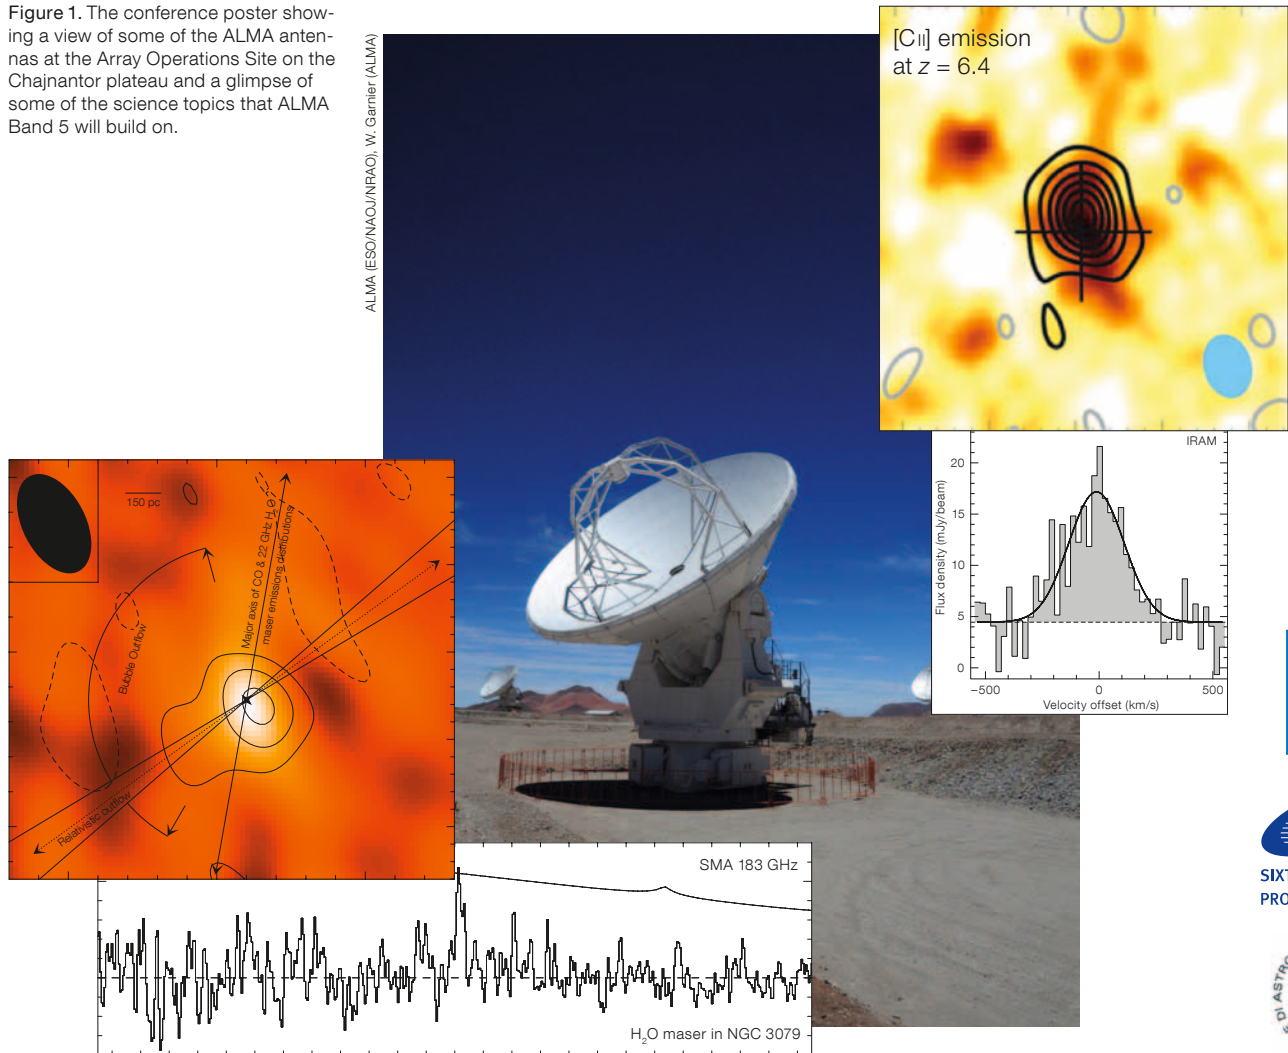 Figure 1. The conference poster show-
ing a view of some of the ALMA anten-
nas at the Array Operations Site on the
Chajnantor plateau and a glimpse of
some of the science topics that ALMA
Band 5 will build on.
ALMA (ESO/NAOJ/NRAO), W. Garnier (ALMA)
[CII] emission
at z = 6.4
IRAM
20
15
10
5
0
Flux density (mJy/beam)
−500
0
500
Velocity offset (km/s)
150 pc
Major axis of CO & 22 GHz H2O
maser emissions distributions
Bubble Outflow
Relativistic outflow
SMA 183 GHz
H2O maser in NGC 3079
SIXT
PRO
DI ASTRO